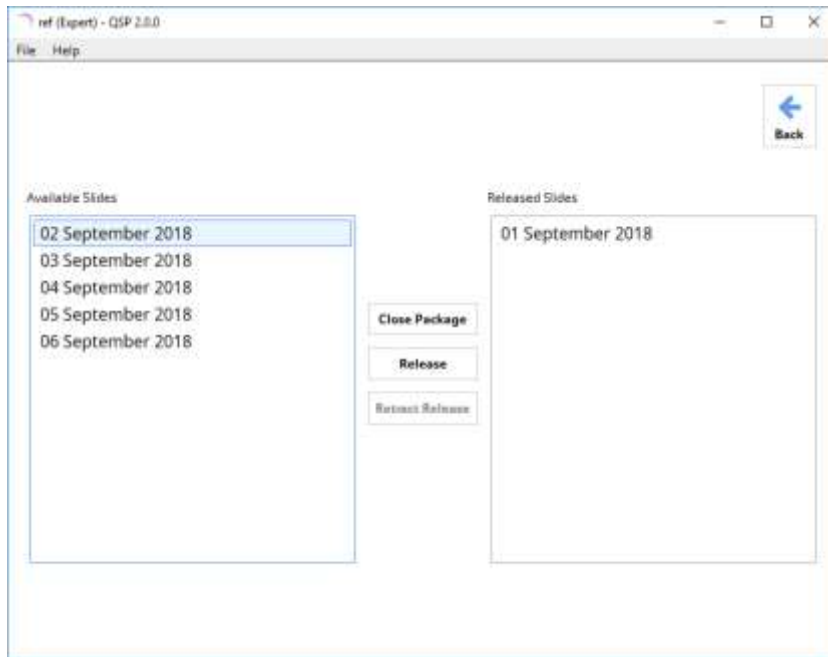 ref (Expert) - QSP 2.0.0
File Help
Back
Available Slides
02 September 2018
03 September 2018
04 September 2018
05 September 2018
06 September 2018
Close Package
Release
Retract Release
Released Slides
01 September 2018